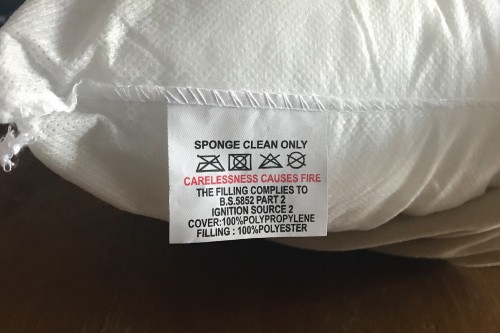 SPONGE CLEAN ONLY
CARELESSNESS CAUSES FIRE
THE FILLING COMPLIES TO
B.S.5852 PART 2
IGNITION SOURCE 2
COVER:100%POLYPROPYLENE
FILLING : 100%POLYESTER